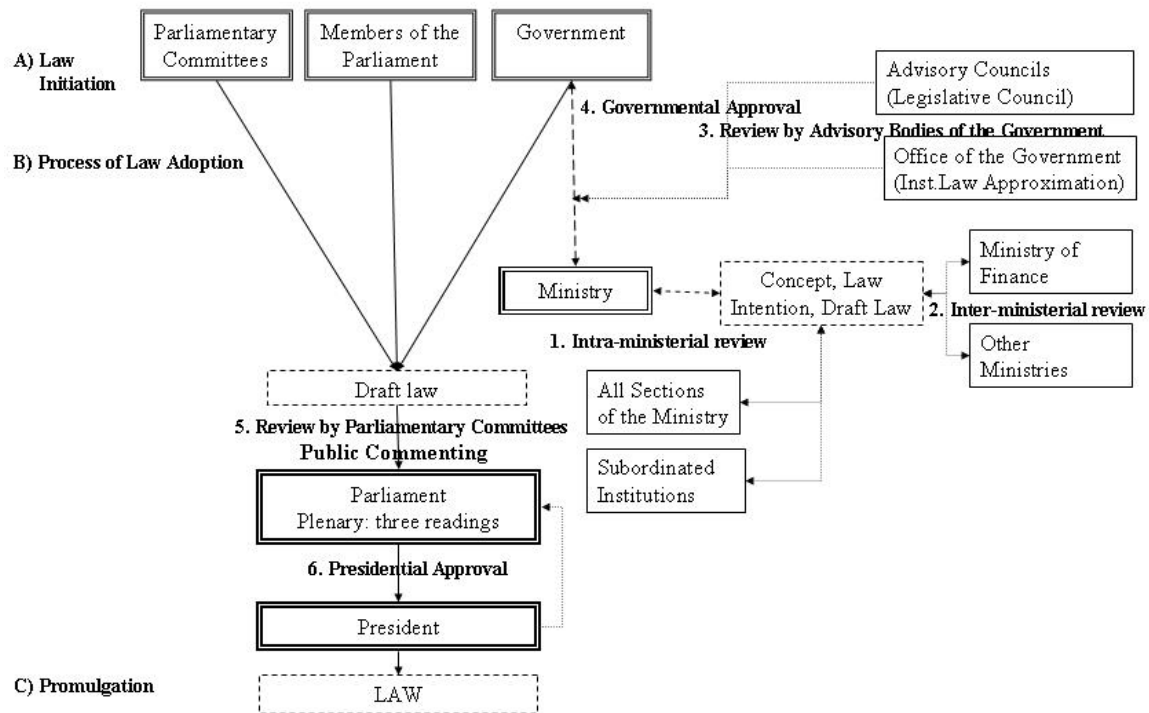 Parliamentary
Committees
Members of the
Parliament
Government
A) Law
Initiation
Advisory Councils
(Legislative Council)
4. Governmental Approval
3. Review by Advisory Bodies of the Government
B) Process of Law Adoption
Office of the Government
(Inst.Law Approximation)
Ministry
Concept, Law
Intention, Draft Law
Ministry of
Finance
2. Inter-ministerial review
1. Intra-ministerial review
Other
Ministries
Draft law
All Sections
of the Ministry
5. Review by Parliamentary Committees
Public Commenting
Subordinated
Institutions
Parliament
Plenary: three readings
6. Presidential Approval
President
C) Promulgation
LAW